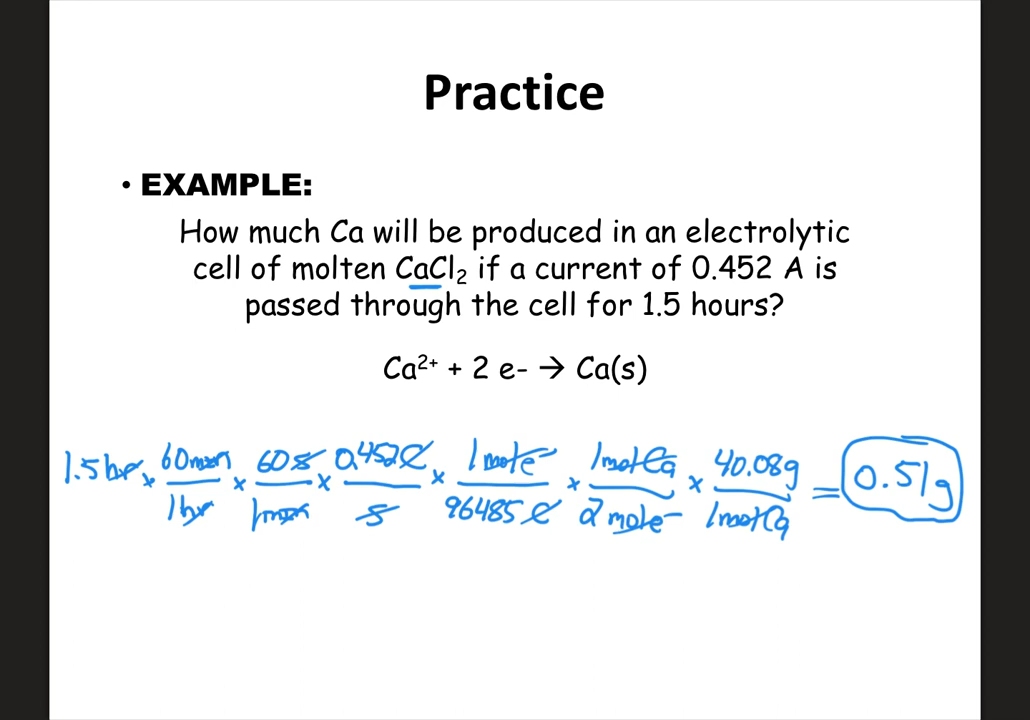 Practice
• EXAMPLE:
How much Ca will be produced in an electrolytic
cell of molten CaCl₂ if a current of 0.452 A is
passed through the cell for 1.5 hours?
Ca²⁺ + 2 e- → Ca(s)
1.5 hr × 60 min / 1 hr × 60 s / 1 min × 0.452 C / s × 1 mol e⁻ / 96485 C × 1 mol Ca / 2 mol e⁻ × 40.08 g / 1 mol Ca = 0.51 g